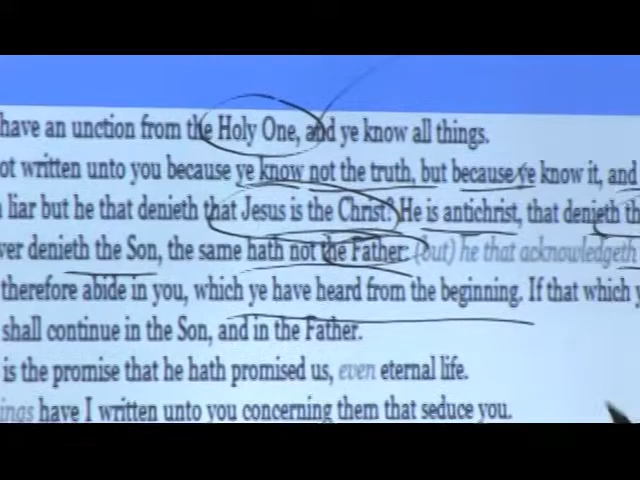 have an unction from the Holy One, and ye know all things.
ot written unto you because ye know not the truth, but because ye know it, and
liar but he that denieth that Jesus is the Christ? He is antichrist, that denieth th
ver denieth the Son, the same hath not the Father: (but) he that acknowledgeth
therefore abide in you, which ye have heard from the beginning. If that which y
shall continue in the Son, and in the Father.
is the promise that he hath promised us, even eternal life.
ings have I written unto you concerning them that seduce you.